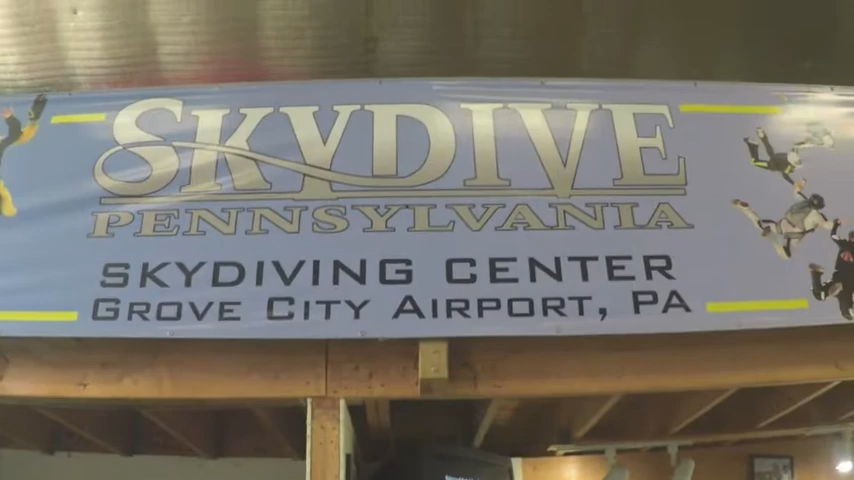 SKYDIVE
PENNSYLVANIA
SKYDIVING CENTER
GROVE CITY AIRPORT, PA